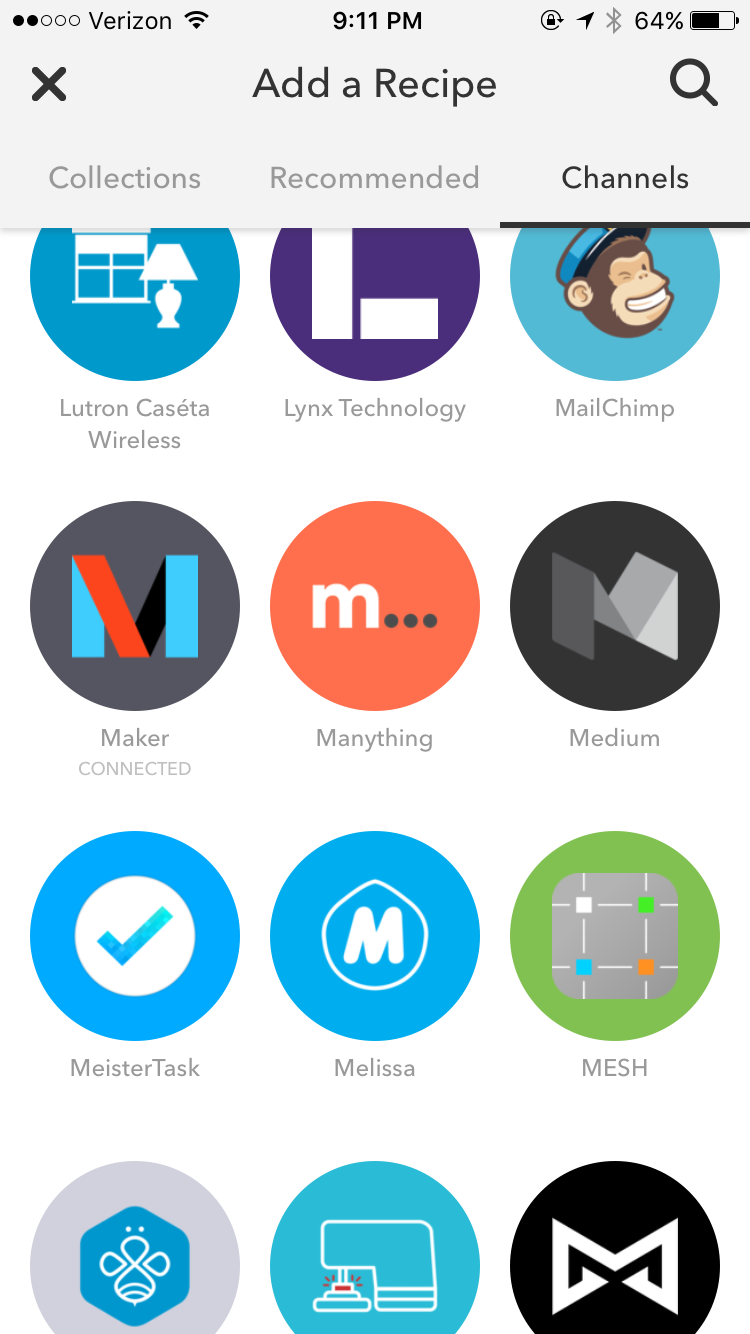 Verizon 9:11 PM 64%
Add a Recipe
Collections Recommended Channels
Lutron Caséta
Wireless
Lynx Technology
MailChimp
M
m...
M
Maker
CONNECTED
Manything
Medium
M
MeisterTask
Melissa
MESH